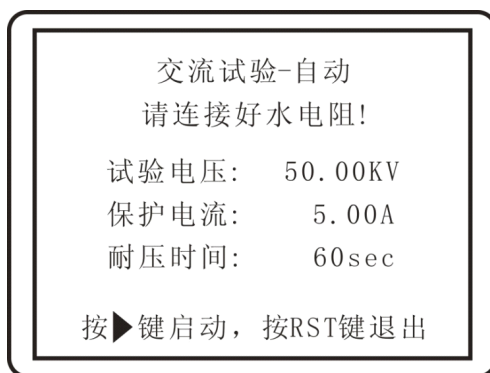 交流试验-自动
请连接好水电阻!
试验电压: 50.00KV
保护电流: 5.00A
耐压时间: 60sec
按▶键启动，按RST键退出